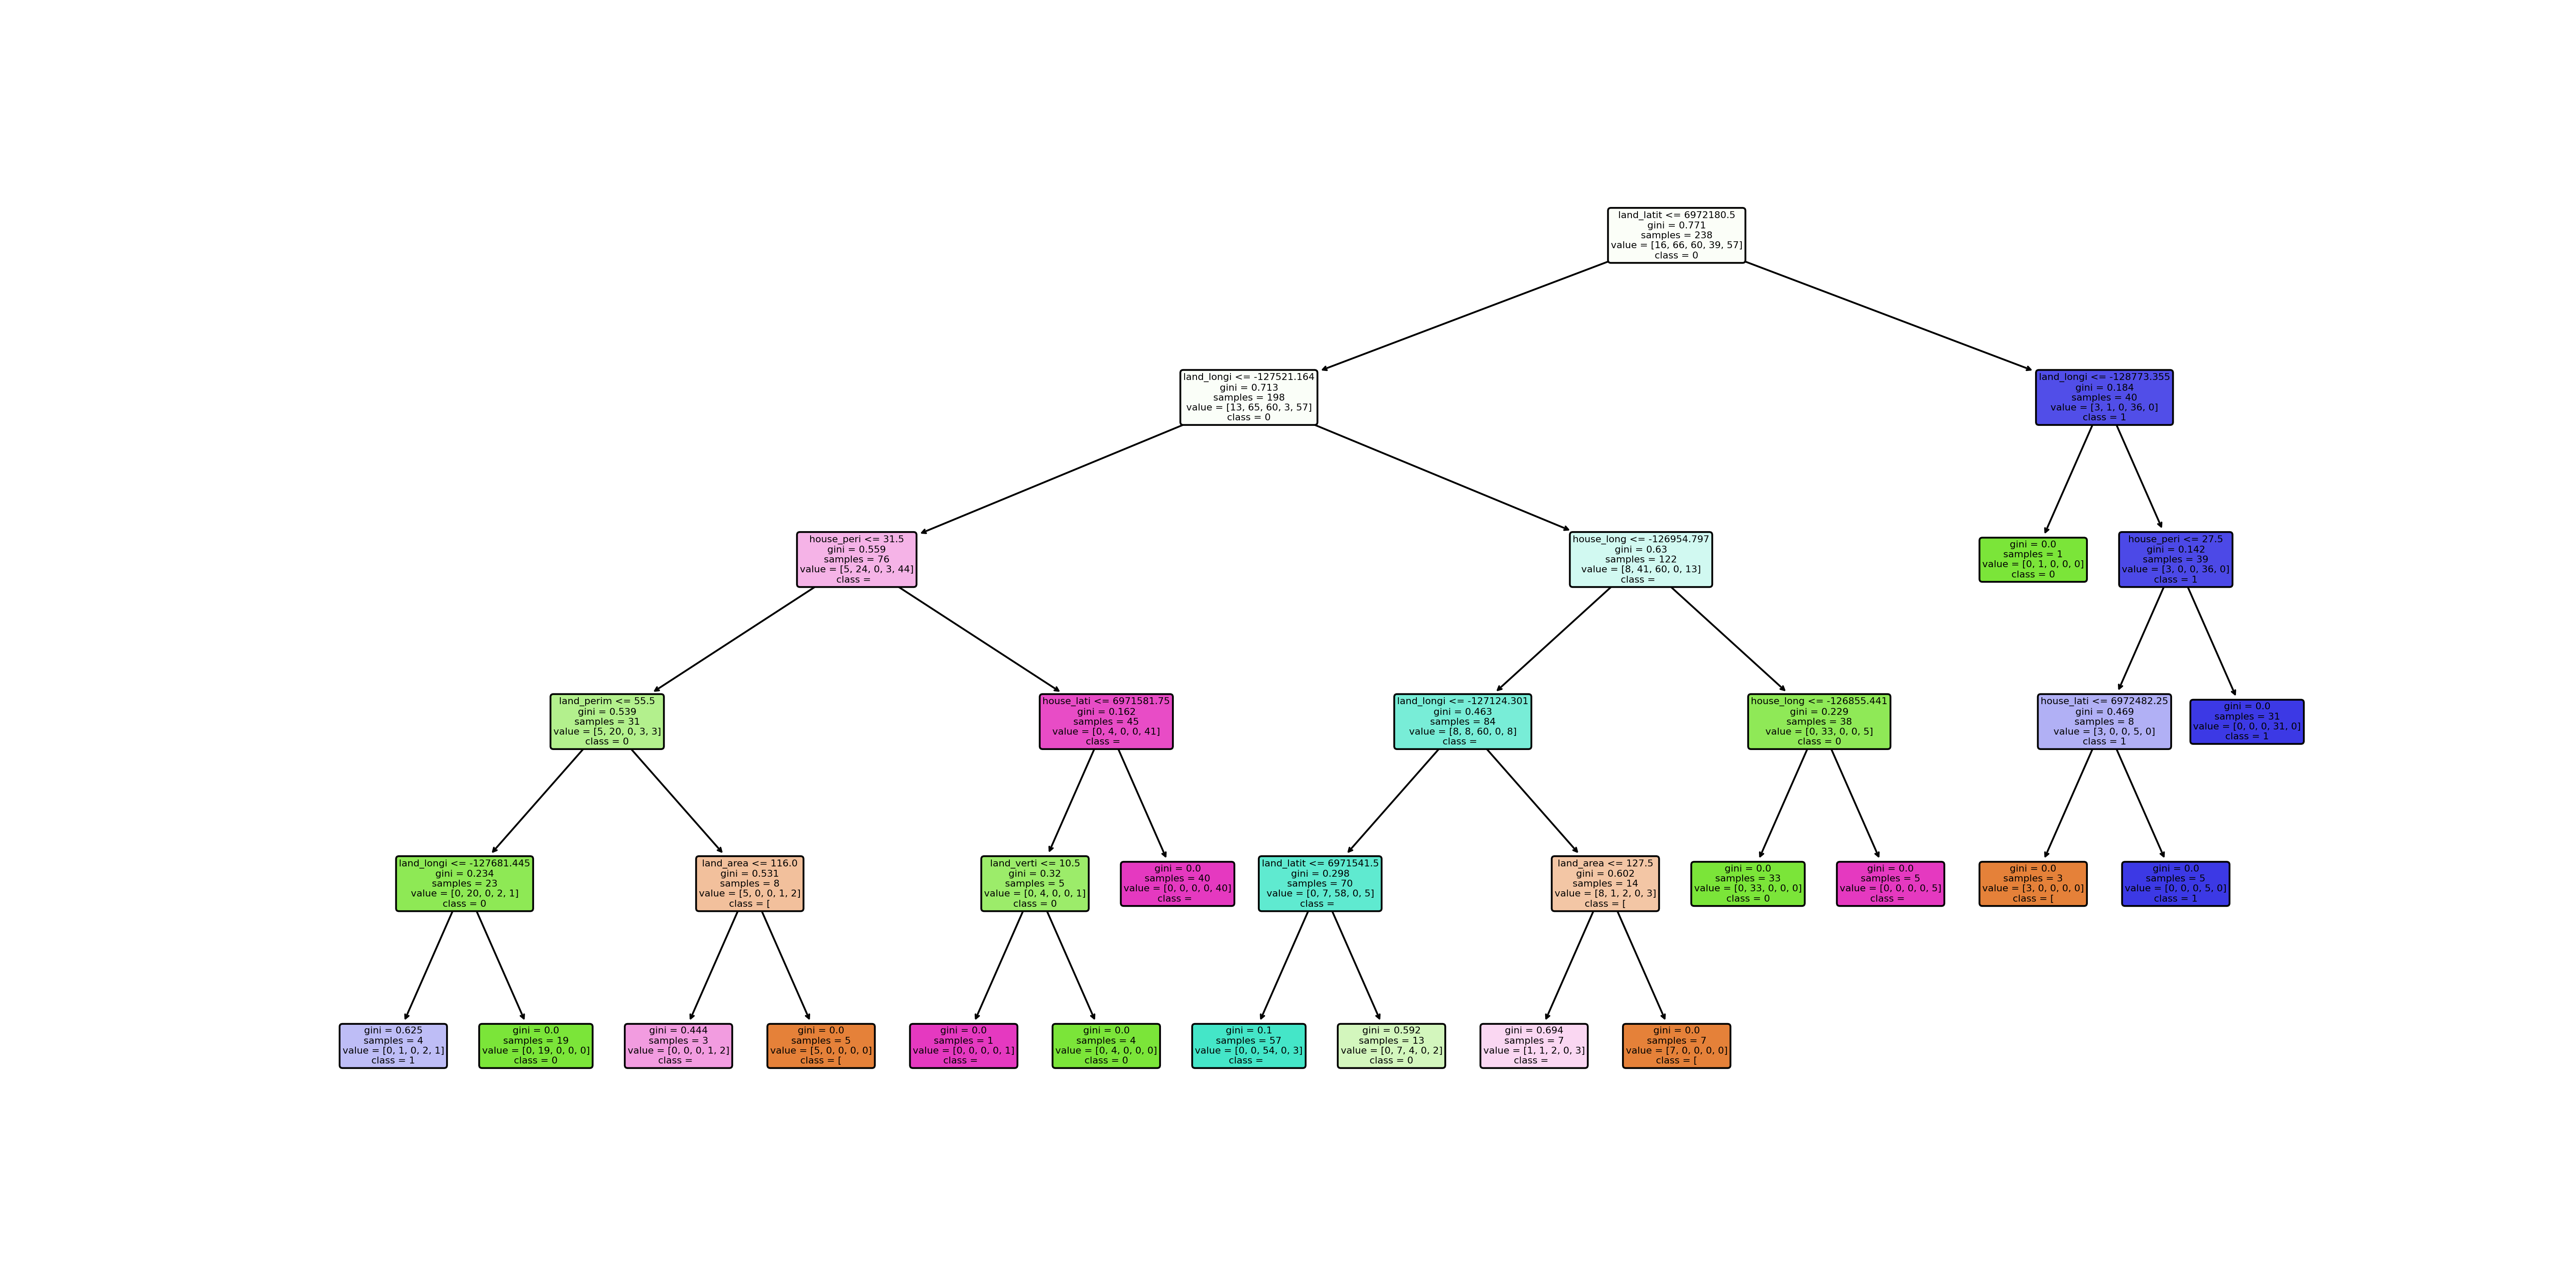 land_latit <= 6972180.5
gini = 0.771
samples = 238
value = [16, 66, 60, 39, 57]
class = 0
land_longi <= -127521.164
gini = 0.713
samples = 198
value = [13, 65, 60, 3, 57]
class = 0
land_longi <= -128773.355
gini = 0.184
samples = 40
value = [3, 1, 0, 36, 0]
class = 1
house_peri <= 31.5
gini = 0.559
samples = 76
value = [5, 24, 0, 3, 44]
class =
house_long <= -126954.797
gini = 0.63
samples = 122
value = [8, 41, 60, 0, 13]
class =
gini = 0.0
samples = 1
value = [0, 1, 0, 0, 0]
class = 0
house_peri <= 27.5
gini = 0.142
samples = 39
value = [3, 0, 0, 36, 0]
class = 1
land_perim <= 55.5
gini = 0.539
samples = 31
value = [5, 20, 0, 3, 3]
class = 0
house_lati <= 6971581.75
gini = 0.162
samples = 45
value = [0, 4, 0, 0, 41]
class =
land_longi <= -127124.301
gini = 0.463
samples = 84
value = [8, 8, 60, 0, 8]
class =
house_long <= -126855.441
gini = 0.229
samples = 38
value = [0, 33, 0, 0, 5]
class = 0
house_lati <= 6972482.25
gini = 0.469
samples = 8
value = [3, 0, 0, 5, 0]
class = 1
gini = 0.0
samples = 31
value = [0, 0, 0, 31, 0]
class = 1
land_longi <= -127681.445
gini = 0.234
samples = 23
value = [0, 20, 0, 2, 1]
class = 0
land_area <= 116.0
gini = 0.531
samples = 8
value = [5, 0, 0, 1, 2]
class = [
land_verti <= 10.5
gini = 0.32
samples = 5
value = [0, 4, 0, 0, 1]
class = 0
gini = 0.0
samples = 40
value = [0, 0, 0, 0, 40]
class =
land_latit <= 6971541.5
gini = 0.298
samples = 70
value = [0, 7, 58, 0, 5]
class =
land_area <= 127.5
gini = 0.602
samples = 14
value = [8, 1, 2, 0, 3]
class = [
gini = 0.0
samples = 33
value = [0, 33, 0, 0, 0]
class = 0
gini = 0.0
samples = 5
value = [0, 0, 0, 0, 5]
class =
gini = 0.0
samples = 3
value = [3, 0, 0, 0, 0]
class = [
gini = 0.0
samples = 5
value = [0, 0, 0, 5, 0]
class = 1
gini = 0.625
samples = 4
value = [0, 1, 0, 2, 1]
class = 1
gini = 0.0
samples = 19
value = [0, 19, 0, 0, 0]
class = 0
gini = 0.444
samples = 3
value = [0, 0, 0, 1, 2]
class =
gini = 0.0
samples = 5
value = [5, 0, 0, 0, 0]
class = [
gini = 0.0
samples = 1
value = [0, 0, 0, 0, 1]
class =
gini = 0.0
samples = 4
value = [0, 4, 0, 0, 0]
class = 0
gini = 0.1
samples = 57
value = [0, 0, 54, 0, 3]
class =
gini = 0.592
samples = 13
value = [0, 7, 4, 0, 2]
class = 0
gini = 0.694
samples = 7
value = [1, 1, 2, 0, 3]
class =
gini = 0.0
samples = 7
value = [7, 0, 0, 0, 0]
class = [